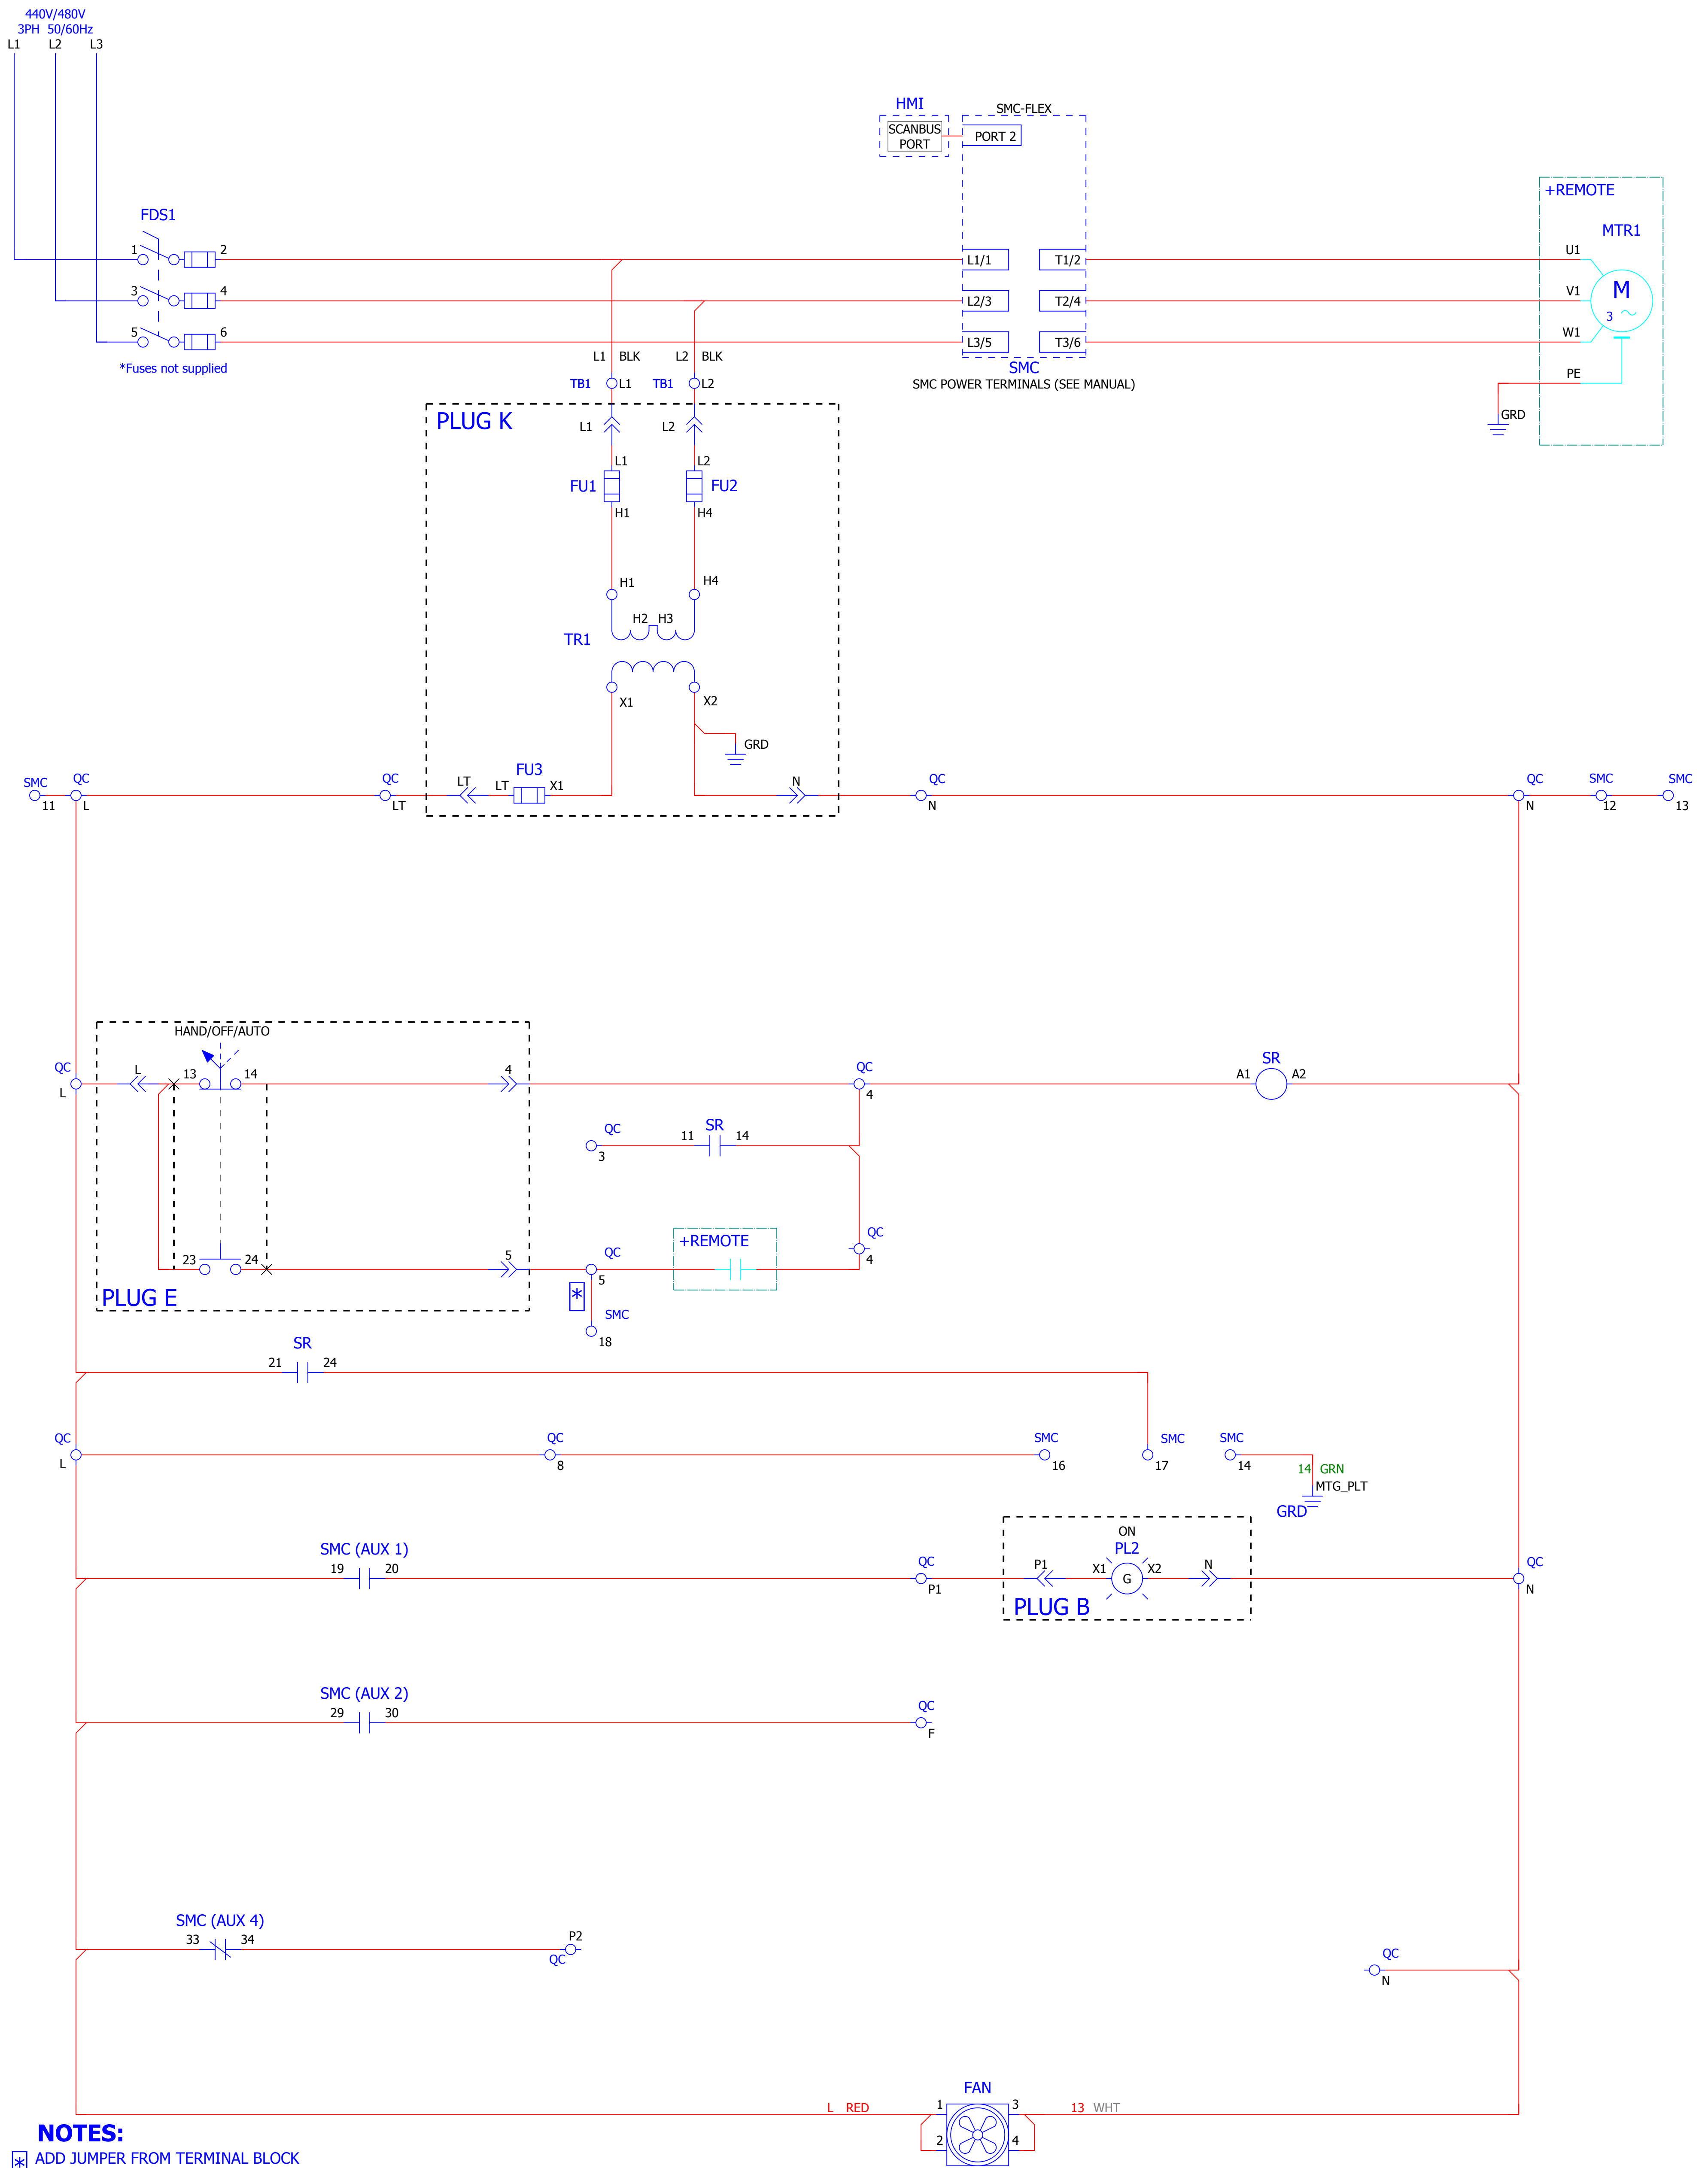 440V/480V
3PH 50/60Hz
L1 L2 L3
HMI
SCANBUS
PORT
SMC-FLEX
PORT 2
+REMOTE
MTR1
FDS1
1 2
3 4
5 6
*Fuses not supplied
L1/1 T1/2
L2/3 T2/4
L3/5 T3/6
SMC
SMC POWER TERMINALS (SEE MANUAL)
U1
V1
W1
PE
M
3
GRD
L1 BLK L2 BLK
TB1 L1 TB1 L2
PLUG K
L1 L2
L1 L2
FU1 FU2
H1 H4
H1 H4
H2 H3
TR1
X1 X2
GRD
FU3
SMC QC QC LT LT X1 N QC QC SMC SMC
11 L LT N N 12 13
HAND/OFF/AUTO
QC L 13 14 4 QC SR
L 4 A1 A2
QC SR
3 11 14
+REMOTE
QC
4
23 24 5 QC
5
PLUG E
*
SMC
18
SR
21 24
QC QC SMC SMC SMC
L 8 16 17 14
14 GRN
MTG_PLT
GRD
ON
PL2
SMC (AUX 1)
19 20 QC P1 X1 G X2 N QC
P1 N
PLUG B
SMC (AUX 2)
29 30 QC
F
SMC (AUX 4)
33 34 P2
QC
QC
N
FAN
L RED 1 3 13 WHT
2 4
NOTES:
* ADD JUMPER FROM TERMINAL BLOCK